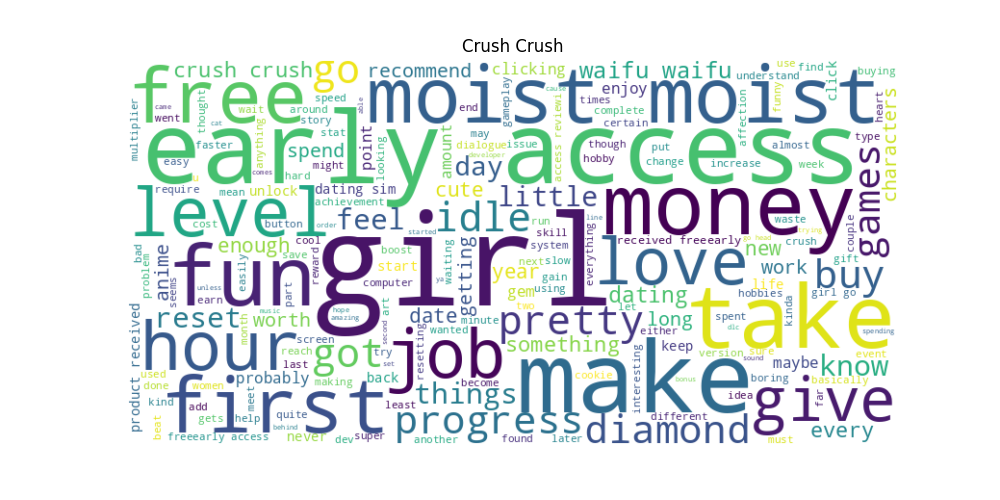 Crush Crush
crush crush
go
recommend
clicking
waifu waifu
use
find
buying
free
moist moist
early access
understand
click
speed
enjoy
end
times
gameplay
complete
cause
able
multiplier
came
went
thought
wait
around
story
cat
stat
faster
easy
anything
spend
point
looking
might
hard
comes
amount
may
dialogue
issue
developer
day
access review
certain
though
hobby
put
change
affection
funny
almost
increase
week
heart
type
characters
games
require
mean
unlock
dating sim
cute
little
achievement
level
cost
button
order
feel
started
idle
run
skill
system
line
everything
money
waste
trying
couple
received freeearly
go head
crush
new
bad
problem
anime
seems
enough
save
cool
boost
reward
fun
girl
waiting
getting
ya
start
computer
year
next
slow
gain
using
gem
two
love
work
buy
gift
life
hobbies
girl go
dating
let
long
spent
dlc
kinda
take
spending
unless
easily
earn
part
hope
amazing
music
art
date
minute
wanted
pretty
something
either
keep
version
sure
sound
event
product received
reset
worth
month
screen
second
try
set
resetting
hour
got
job
reach
last
back
probably
making
become
things
make
cookie
bonus
interesting
idea
boring
maybe
basically
know
far
used
done
women
kind
meet
first
add
gets
help
quite
behind
least
progress
different
diamond
give
every
must
beat
freeearly access
never
dev
super
another
found
later